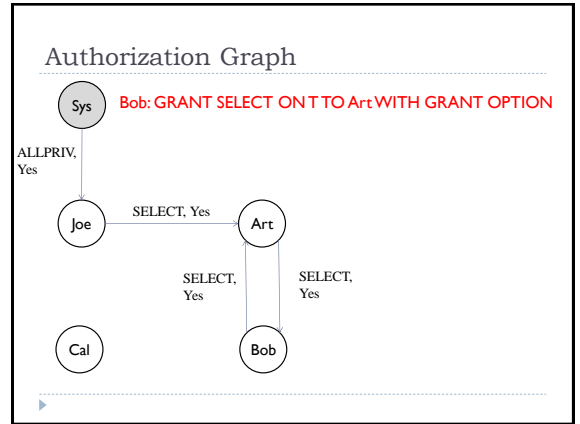 Authorization Graph
Sys
Bob: GRANT SELECT ON T TO Art WITH GRANT OPTION
ALLPRIV,
Yes
Joe
SELECT, Yes
Art
SELECT,
Yes
SELECT,
Yes
Cal
Bob